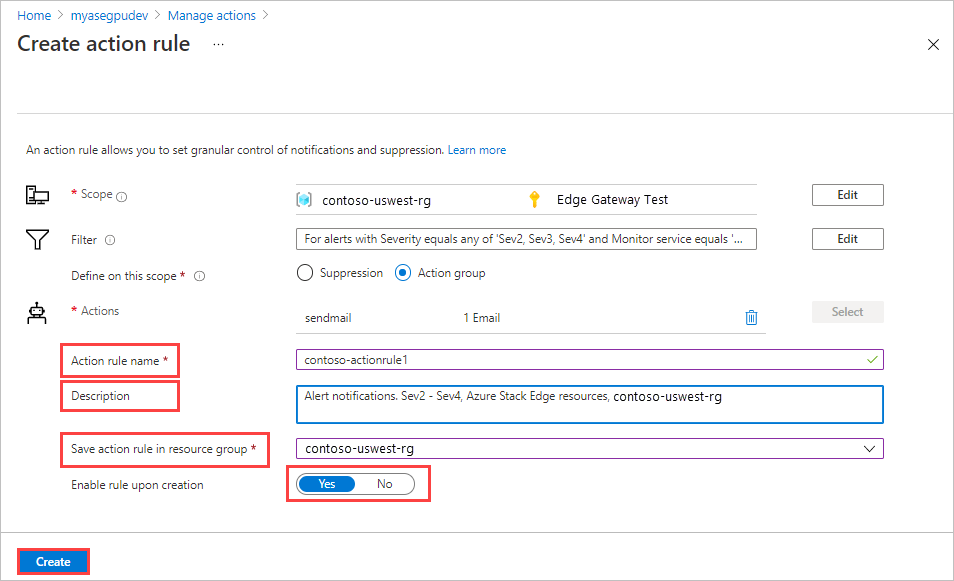 Home > myasegpudev > Manage actions >
Create action rule ...
An action rule allows you to set granular control of notifications and suppression. Learn more
* Scope contoso-uswest-rg Edge Gateway Test Edit
Filter For alerts with Severity equals any of 'Sev2, Sev3, Sev4' and Monitor service equals '... Edit
Define on this scope * Suppression Action group
* Actions sendmail 1 Email Select
Action rule name * contoso-actionrule1
Description Alert notifications. Sev2 - Sev4, Azure Stack Edge resources, contoso-uswest-rg
Save action rule in resource group * contoso-uswest-rg
Enable rule upon creation Yes No
Create